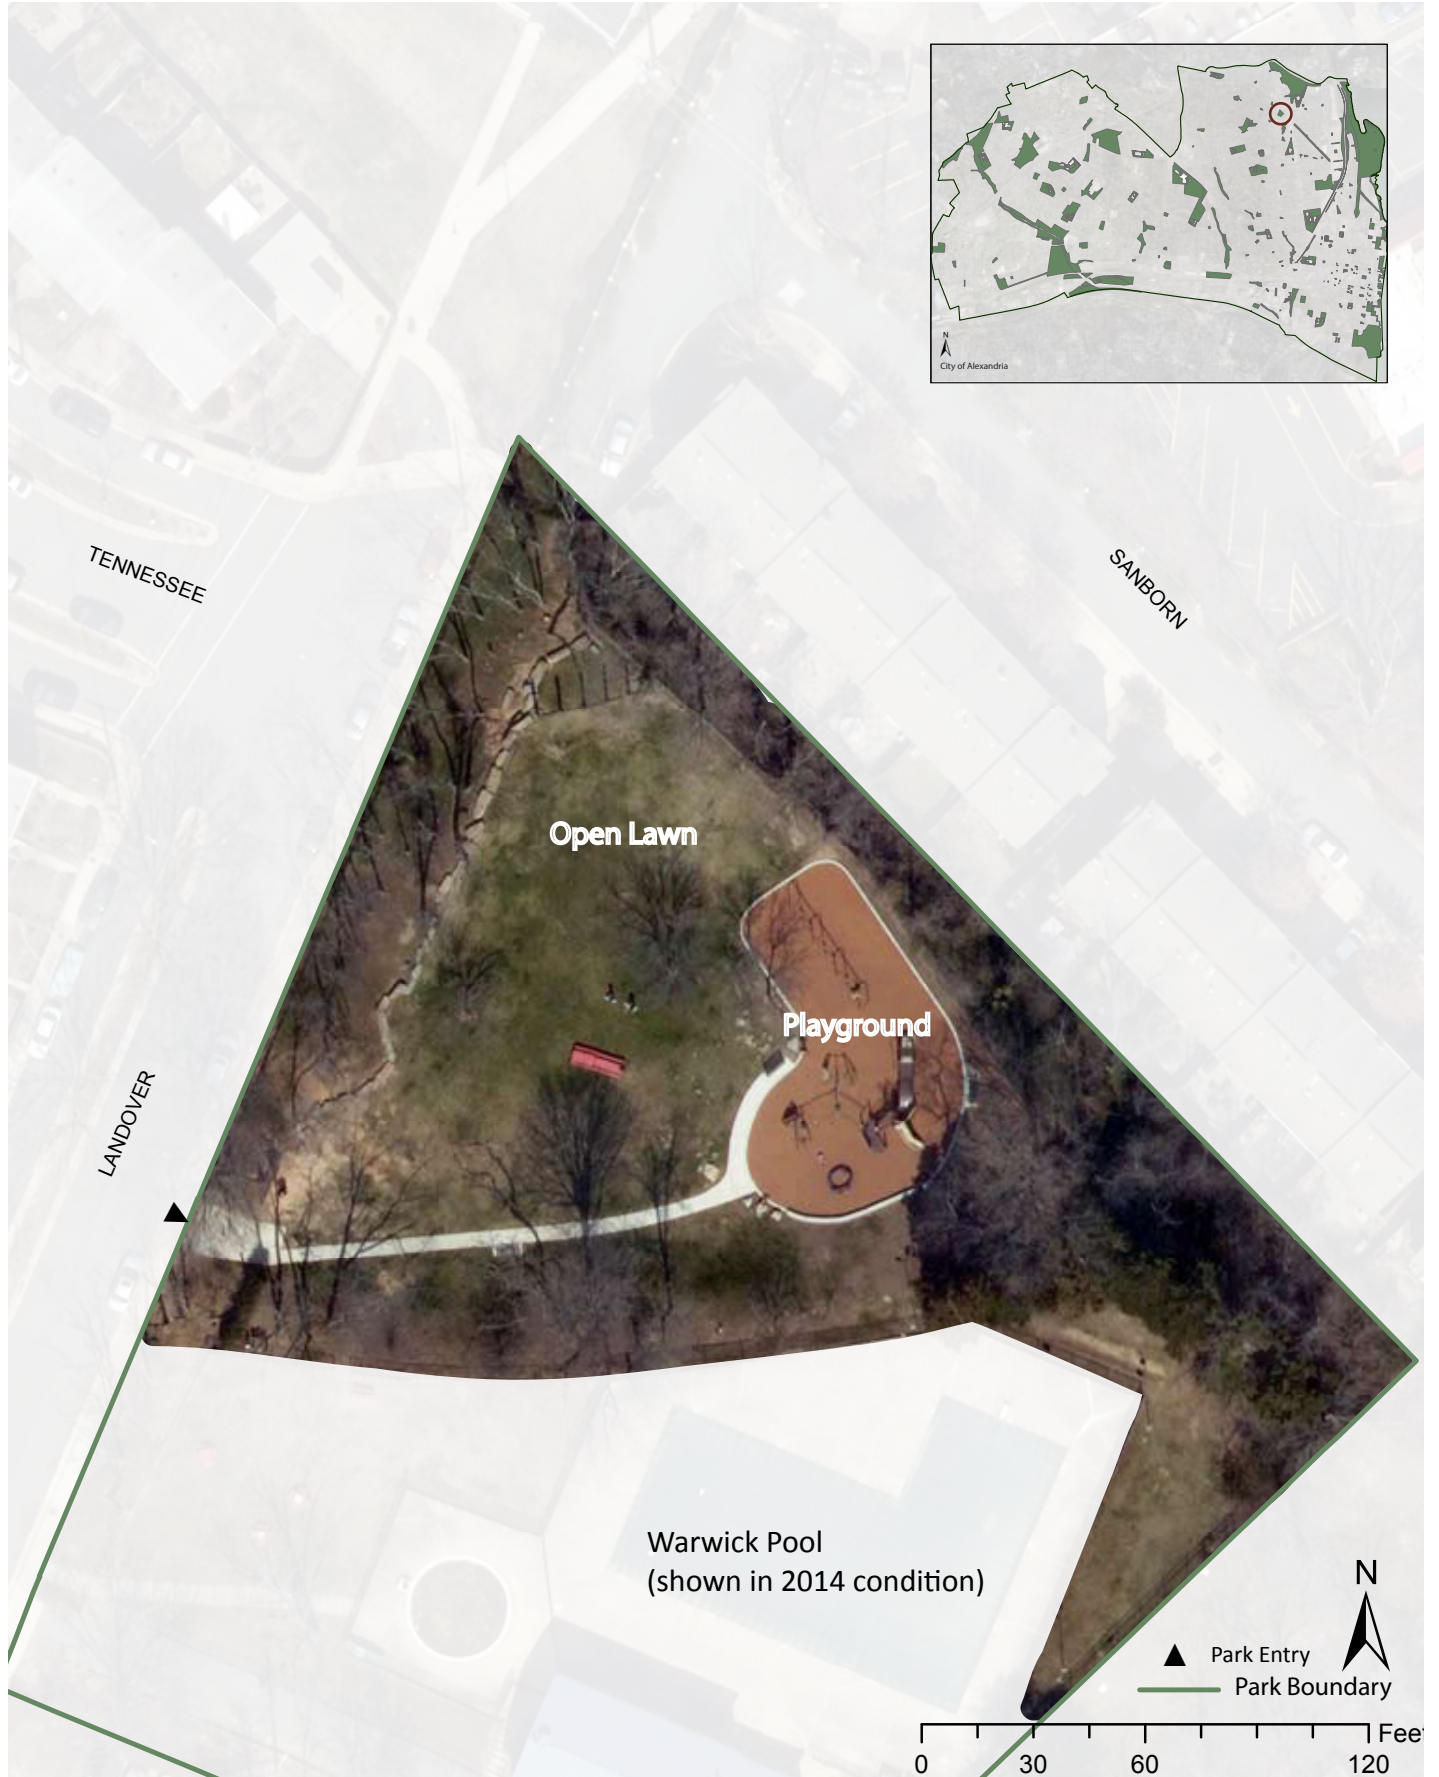 N
City of Alexandria
TENNESSEE
SANBORN
Open Lawn
Playground
LANDOVER
Warwick Pool
(shown in 2014 condition)
N
Park Entry
Park Boundary
Feet
0 30 60 120